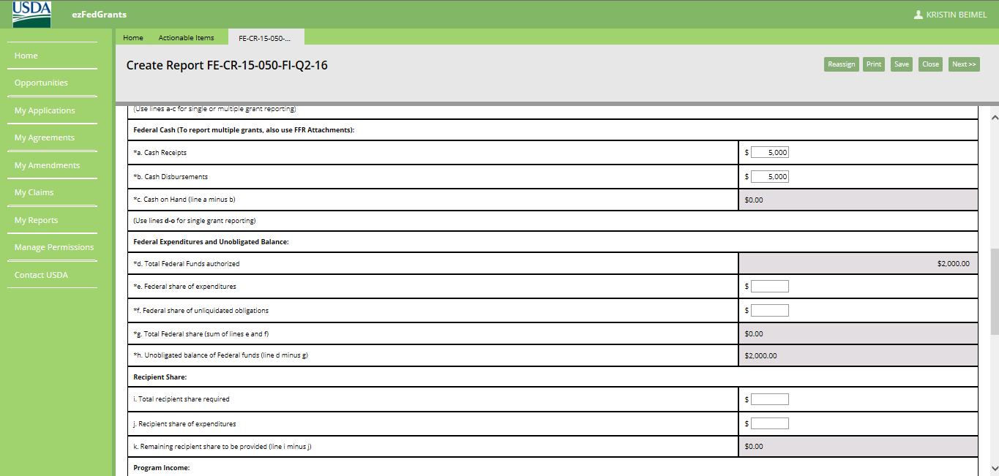 USDA
ezFedGrants
KRISTIN BEIMEL
Home
Actionable Items
FE-CR-15-050-...
Home
Opportunities
My Applications
My Agreements
My Amendments
My Claims
My Reports
Manage Permissions
Contact USDA
Create Report FE-CR-15-050-FI-Q2-16
Reassign
Print
Save
Close
Next >>
(Use lines a-c for single or multiple grant reporting)
Federal Cash (To report multiple grants, also use FFR Attachments):
*a. Cash Receipts
$ 5,000
*b. Cash Disbursements
$ 5,000
*c. Cash on Hand (line a minus b)
$0.00
(Use lines d-o for single grant reporting)
Federal Expenditures and Unobligated Balance:
*d. Total Federal Funds authorized
$2,000.00
*e. Federal share of expenditures
$
*f. Federal share of unliquidated obligations
$
*g. Total Federal share (sum of lines e and f)
$0.00
*h. Unobligated balance of Federal funds (line d minus g)
$2,000.00
Recipient Share:
i. Total recipient share required
$
j. Recipient share of expenditures
$
k. Remaining recipient share to be provided (line i minus j)
$0.00
Program Income: